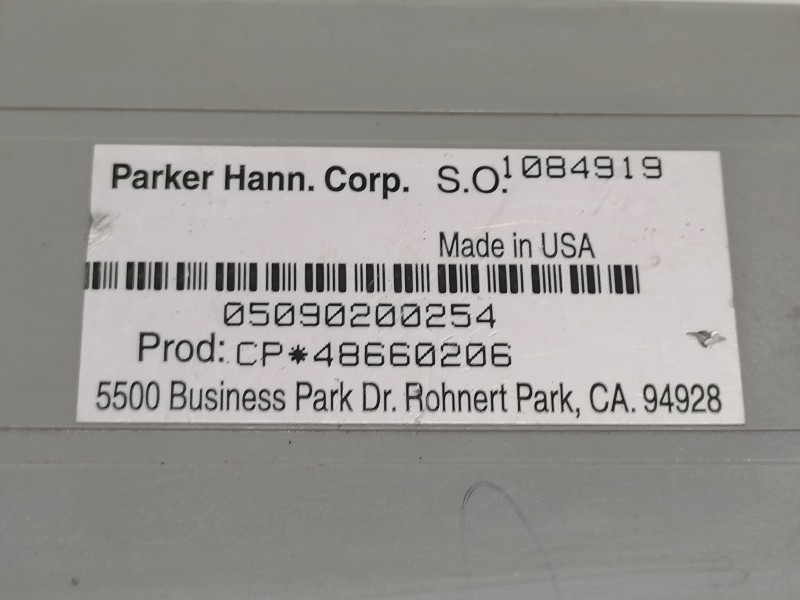 Parker Hann. Corp. S.O. 1084919
Made in USA
05090200254
Prod: CP*48660206
5500 Business Park Dr. Rohnert Park, CA. 94928